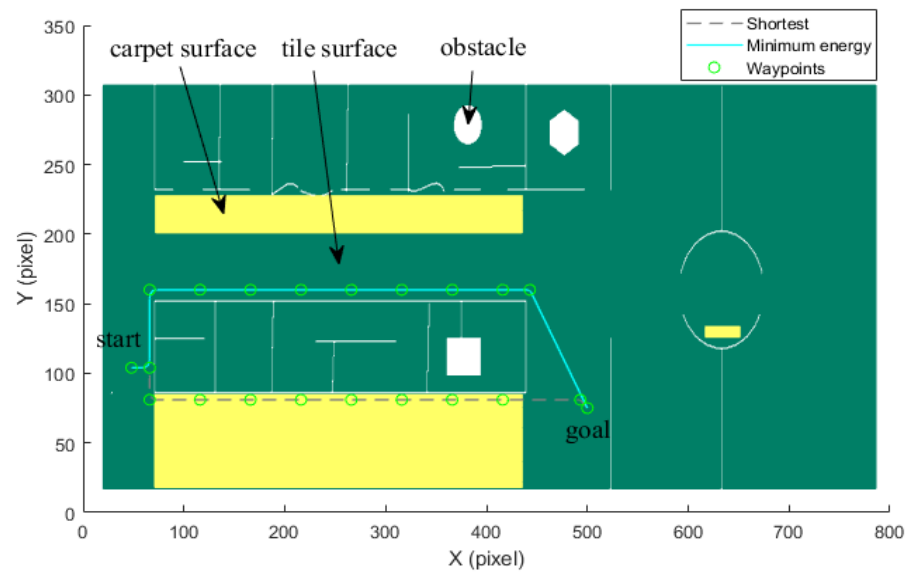 350
300
250
200
150
100
50
0
Y (pixel)
carpet surface
tile surface
obstacle
Shortest
Minimum energy
Waypoints
start
goal
0
100
200
300
400
500
600
700
800
X (pixel)